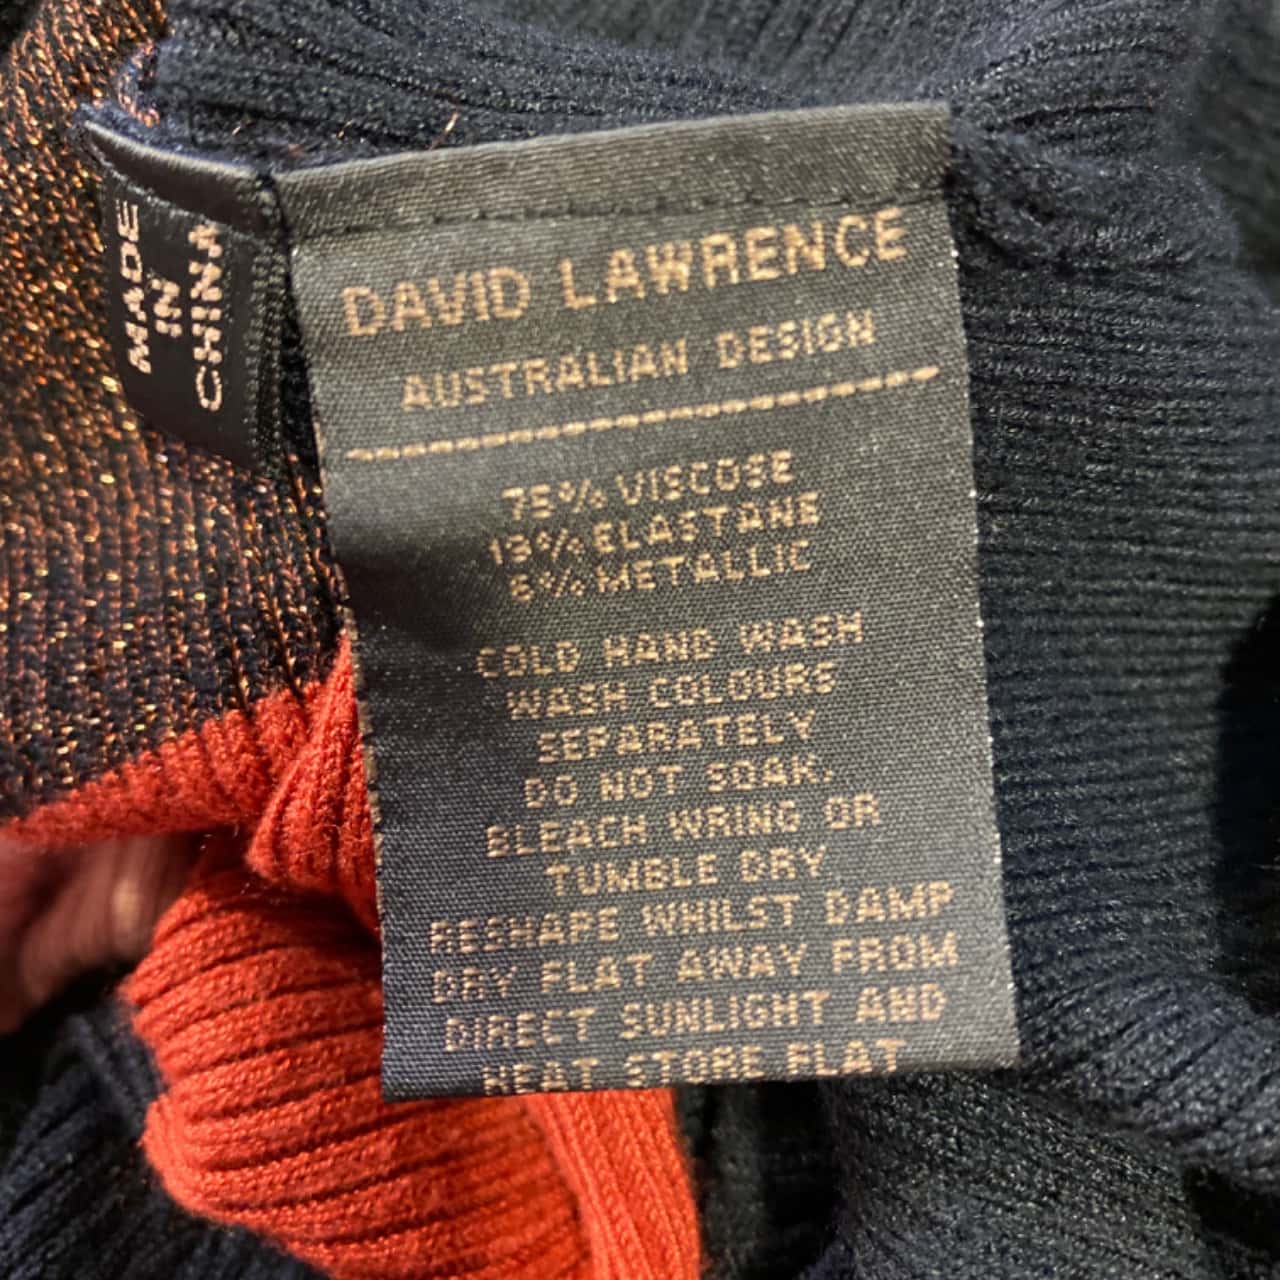 MADE
IN
CHINA
DAVID LAWRENCE
AUSTRALIAN DESIGN
75% VISCOSE
19% ELASTANE
6% METALLIC
COLD HAND WASH
WASH COLOURS
SEPARATELY
DO NOT SOAK,
BLEACH WRING OR
TUMBLE DRY
RESHAPE WHILST DAMP
DRY FLAT AWAY FROM
DIRECT SUNLIGHT AND
HEAT STORE FLAT